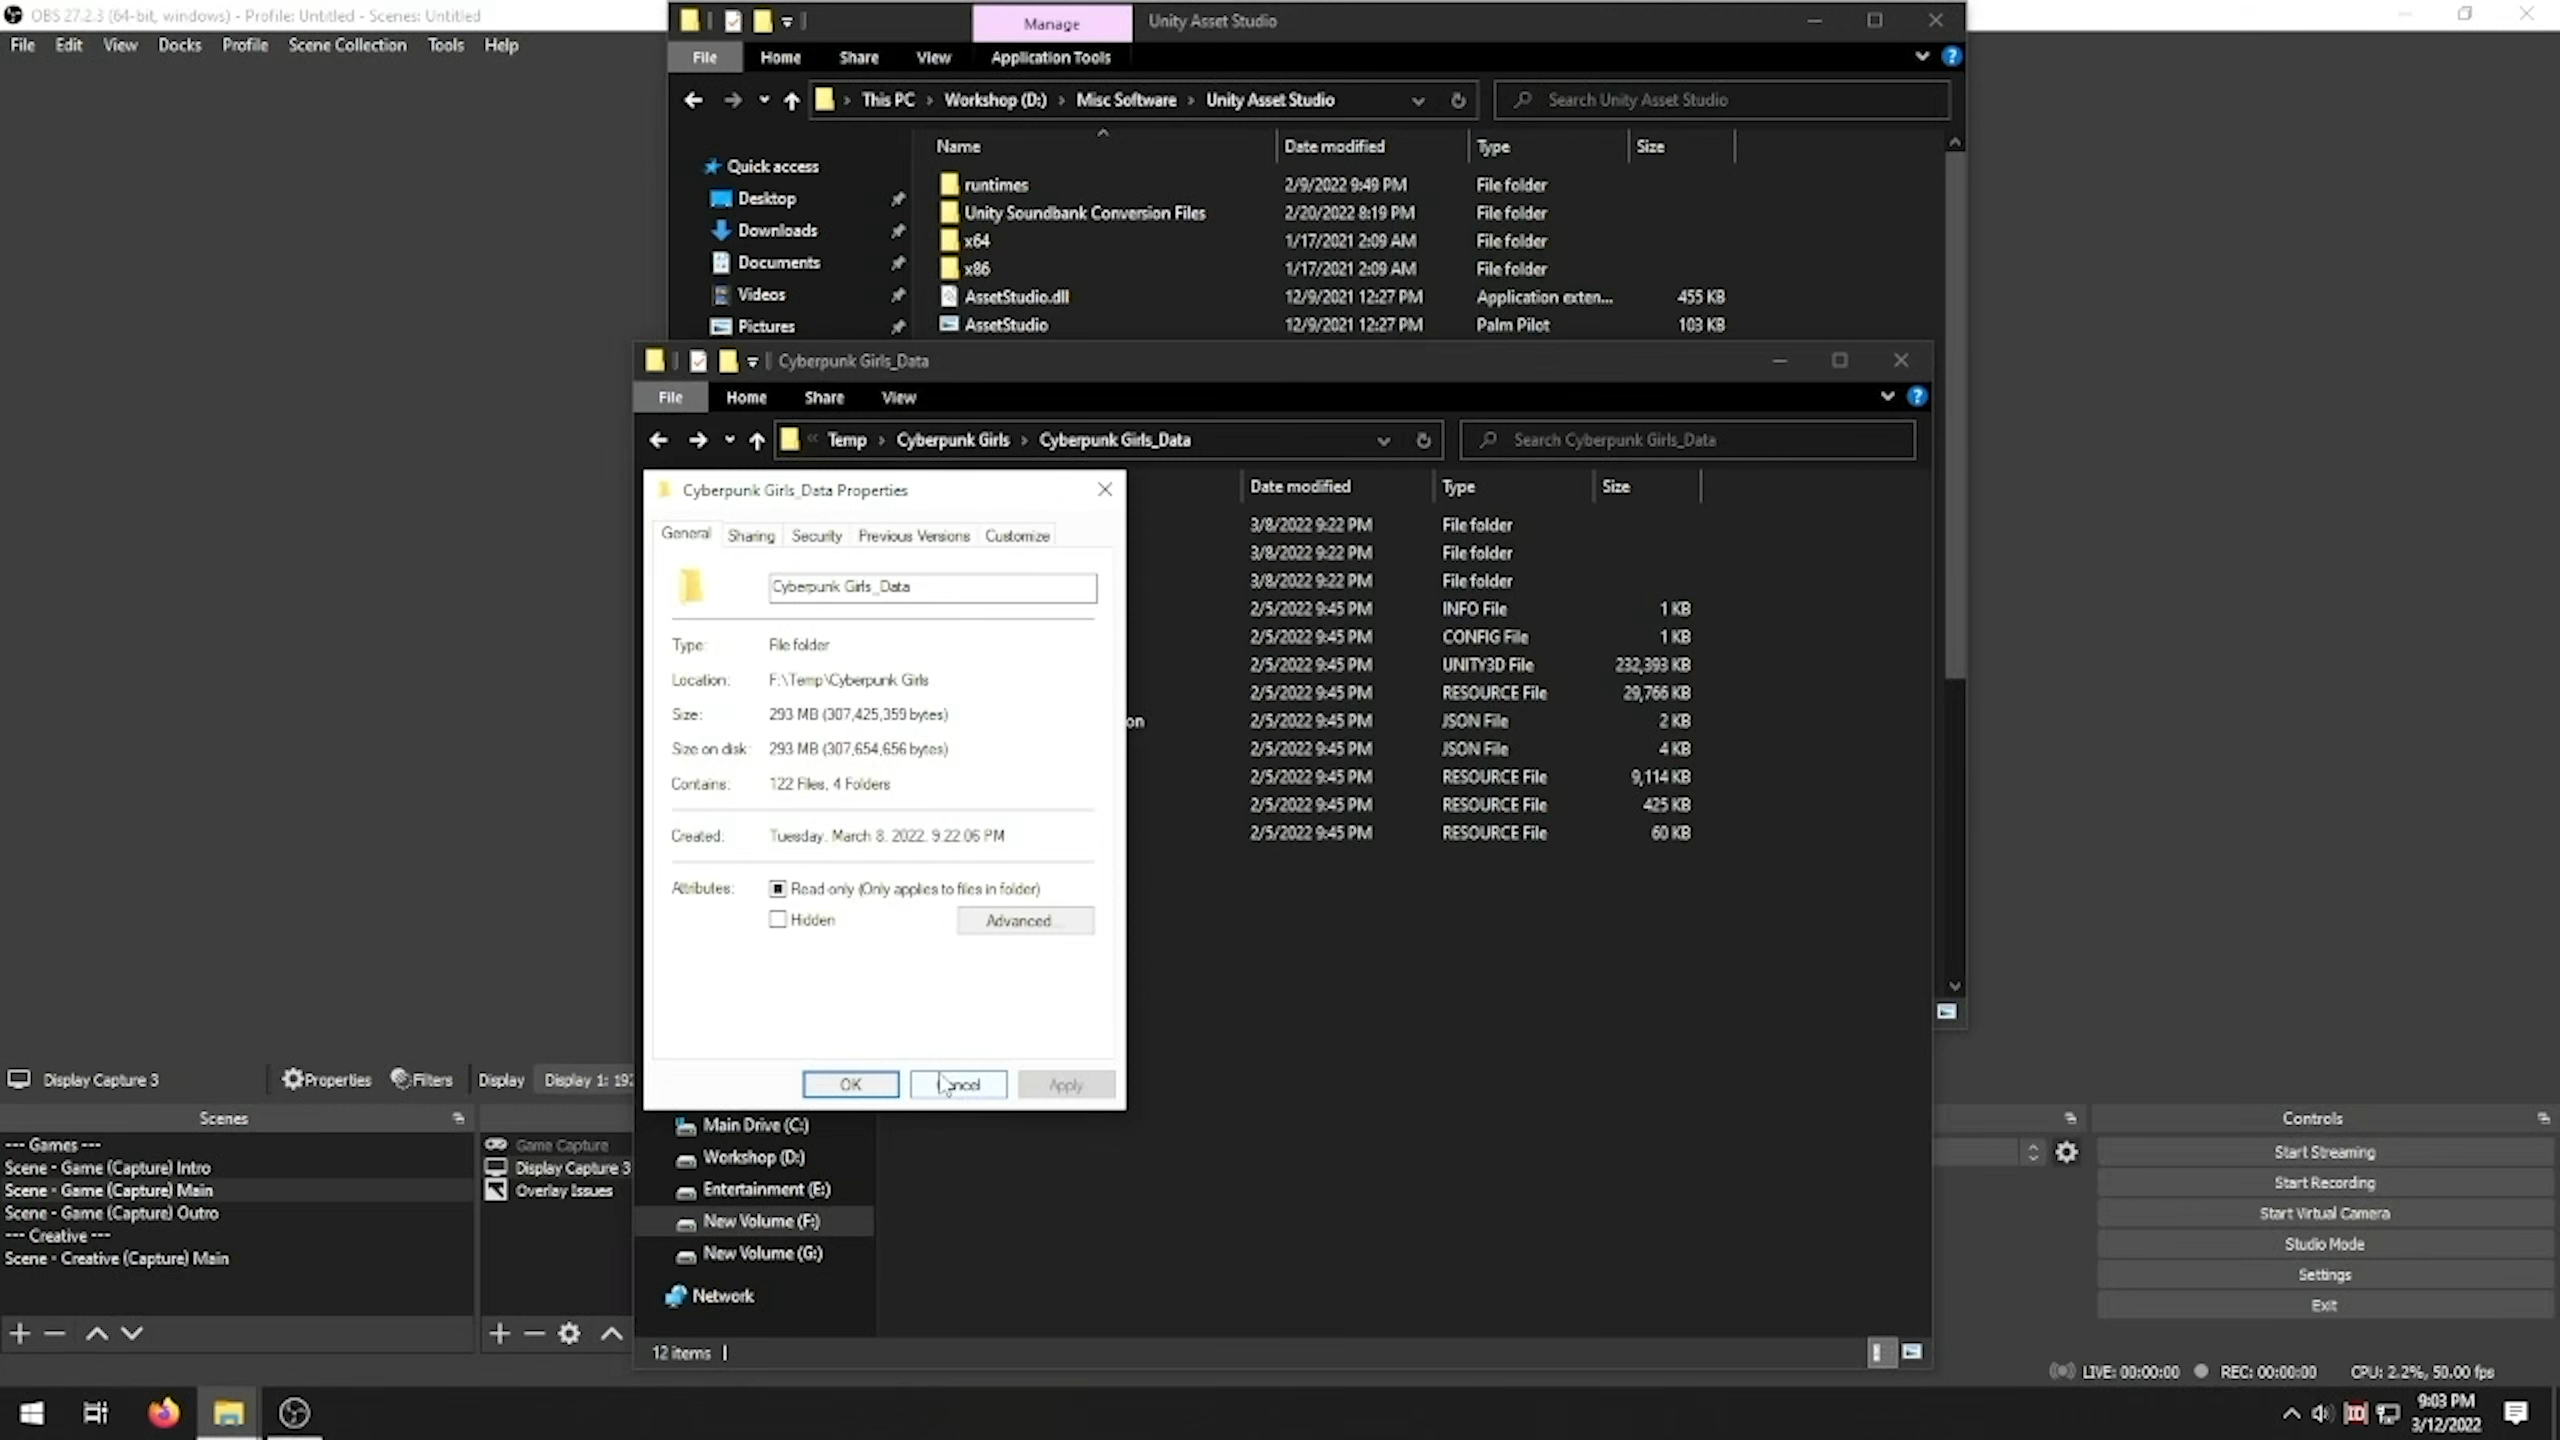 OBS 27.2.3 (64-bit, windows) - Profile: Untitled - Scenes: Untitled
File Edit View Docks Profile Scene Collection Tools Help
Manage Unity Asset Studio
File Home Share View Application Tools
This PC Workshop (D:) Misc Software Unity Asset Studio Search Unity Asset Studio
Name Date modified Type Size
Quick access
Desktop
Downloads
Documents
Videos
Pictures
runtimes 2/9/2022 9:49 PM File folder
Unity Soundbank Conversion Files 2/20/2022 8:19 PM File folder
x64 1/17/2021 2:09 AM File folder
x86 1/17/2021 2:09 AM File folder
AssetStudio.dll 12/9/2021 12:27 PM Application exten... 455 KB
AssetStudio 12/9/2021 12:27 PM Palm Pilot 103 KB
Cyberpunk Girls_Data
File Home Share View
« Temp Cyberpunk Girls Cyberpunk Girls_Data Search Cyberpunk Girls_Data
Date modified Type Size
3/8/2022 9:22 PM File folder
3/8/2022 9:22 PM File folder
3/8/2022 9:22 PM File folder
2/5/2022 9:45 PM INFO File 1 KB
2/5/2022 9:45 PM CONFIG File 1 KB
2/5/2022 9:45 PM UNITY3D File 232,393 KB
2/5/2022 9:45 PM RESOURCE File 29,766 KB
on 2/5/2022 9:45 PM JSON File 2 KB
2/5/2022 9:45 PM JSON File 4 KB
2/5/2022 9:45 PM RESOURCE File 9,114 KB
2/5/2022 9:45 PM RESOURCE File 425 KB
2/5/2022 9:45 PM RESOURCE File 60 KB
Cyberpunk Girls_Data Properties
General Sharing Security Previous Versions Customize
Cyberpunk Girls_Data
Type: File folder
Location: F:\Temp\Cyberpunk Girls
Size: 293 MB (307,425,359 bytes)
Size on disk: 293 MB (307,654,656 bytes)
Contains: 122 Files, 4 Folders
Created: Tuesday, March 8, 2022, 9:22:06 PM
Attributes: Read-only (Only applies to files in folder)
Hidden Advanced...
OK Cancel Apply
Main Drive (C:)
Workshop (D:)
Entertainment (E:)
New Volume (F:)
New Volume (G:)
Network
12 items
Display Capture 3 Properties Filters Display Display 1: 192
Scenes
--- Games ---
Scene - Game (Capture) Intro
Scene - Game (Capture) Main
Scene - Game (Capture) Outro
--- Creative ---
Scene - Creative (Capture) Main
Game Capture
Display Capture 3
Overlay Issues
Controls
Start Streaming
Start Recording
Start Virtual Camera
Studio Mode
Settings
Exit
LIVE: 00:00:00 REC: 00:00:00 CPU: 2.2%, 50.00 fps
9:03 PM
3/12/2022